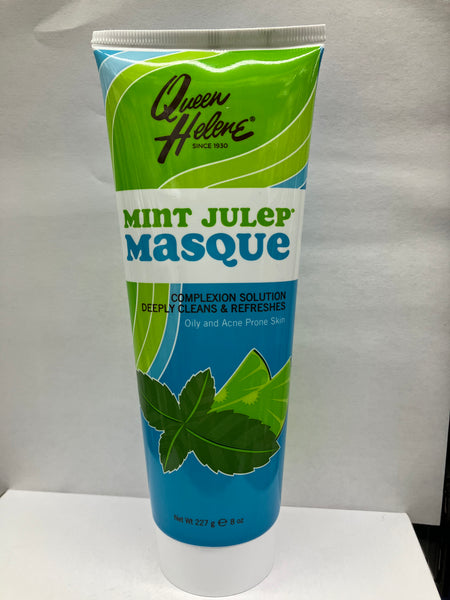 Queen
Helene®
SINCE 1930
MINT JULEP®
MASQUE
COMPLEXION SOLUTION
DEEPLY CLEANS & REFRESHES
Oily and Acne Prone Skin
Net Wt 227 g ℮ 8 oz